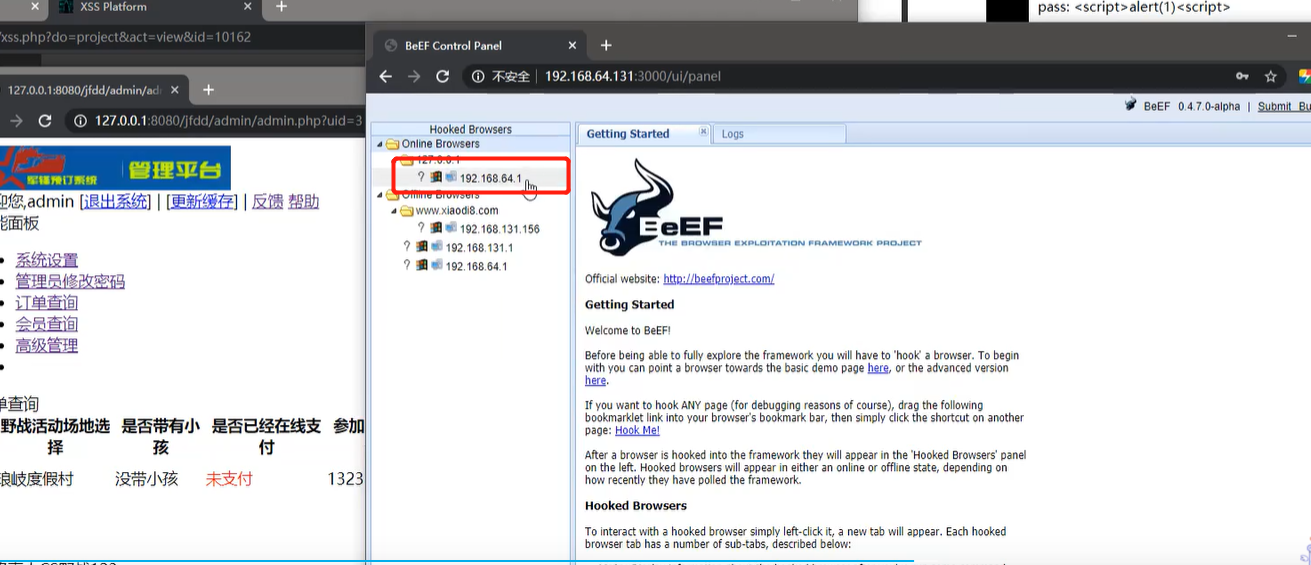 XSS Platform
pass: <script>alert(1)<script>
/xss.php?do=project&act=view&id=10162
BeEF Control Panel
不安全 192.168.64.131:3000/ui/panel
127.0.0.1:8080/jfdd/admin/ad
127.0.0.1:8080/jfdd/admin/admin.php?uid=3
BeEF 0.4.7.0-alpha | Submit Bu
管理平台
您,admin [退出系统] | [更新缓存] | 反馈 帮助
能面板
系统设置
管理员修改密码
订单查询
会员查询
高级管理
单查询
野战活动场地选择 是否带有小孩 是否已经在线支付 参加
琅岐度假村 没带小孩 未支付 1323
Hooked Browsers
Online Browsers
127.0.0.1
? 192.168.64.1
Offline Browsers
www.xiaodi8.com
? 192.168.131.156
? 192.168.131.1
? 192.168.64.1
Getting Started
Logs
BeEF
THE BROWSER EXPLOITATION FRAMEWORK PROJECT
Official website: http://beefproject.com/
Getting Started
Welcome to BeEF!
Before being able to fully explore the framework you will have to 'hook' a browser. To begin
with you can point a browser towards the basic demo page here, or the advanced version
here.
If you want to hook ANY page (for debugging reasons of course), drag the following
bookmarklet link into your browser's bookmark bar, then simply click the shortcut on another
page: Hook Me!
After a browser is hooked into the framework they will appear in the 'Hooked Browsers' panel
on the left. Hooked browsers will appear in either an online or offline state, depending on
how recently they have polled the framework.
Hooked Browsers
To interact with a hooked browser simply left-click it, a new tab will appear. Each hooked
browser tab has a number of sub-tabs, described below: